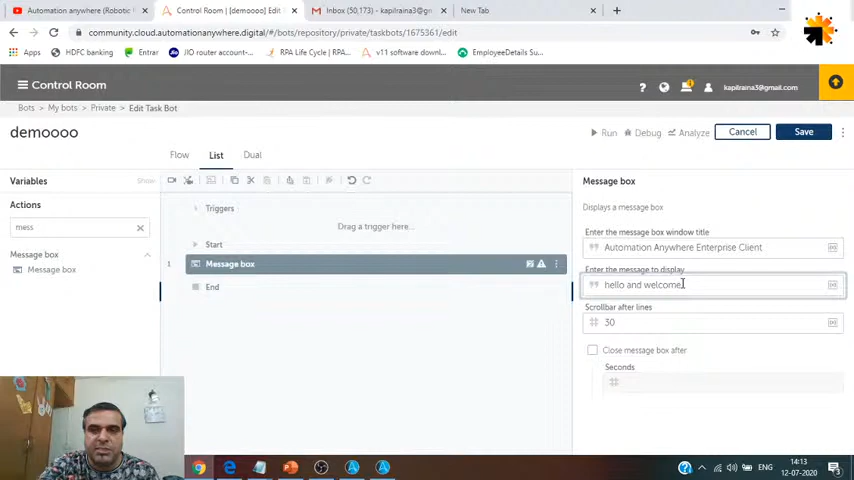 Automation anywhere (Robotic
Control Room | [demoooo] Edit
Inbox (50,173) - kapilraina3@gm
New Tab
community.cloud.automationanywhere.digital/#/bots/repository/private/taskbots/1675361/edit
Apps
HDFC banking
Entrar
JIO router account-...
RPA Life Cycle | RP...
v11 software downl...
EmployeeDetails Su...
Control Room
kapilraina3@gmail.com
Bots
My bots
Private
Edit Task Bot
demoooo
Run
Debug
Analyze
Cancel
Save
Flow
List
Dual
Variables
Show
Actions
mess
Message box
Message box
Triggers
Drag a trigger here...
Start
1
Message box
End
Message box
Displays a message box
Enter the message box window title
Automation Anywhere Enterprise Client
Enter the message to display
hello and welcome
Scrollbar after lines
30
Close message box after
Seconds
ENG
14:13
12-07-2020